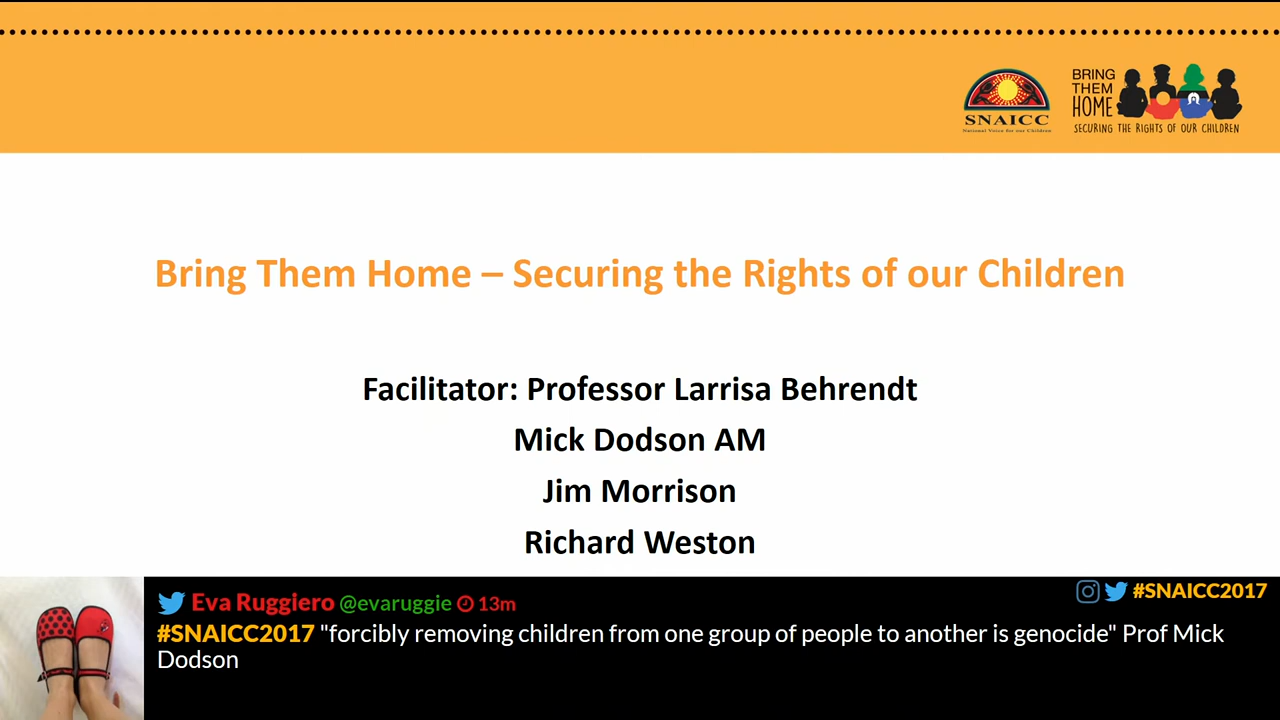 SNAICC
National Voice for our Children
BRING
THEM
HOME
SECURING THE RIGHTS OF OUR CHILDREN
Bring Them Home – Securing the Rights of our Children
Facilitator: Professor Larrisa Behrendt
Mick Dodson AM
Jim Morrison
Richard Weston
Eva Ruggiero @evaruggie 13m
#SNAICC2017
#SNAICC2017 "forcibly removing children from one group of people to another is genocide" Prof Mick
Dodson